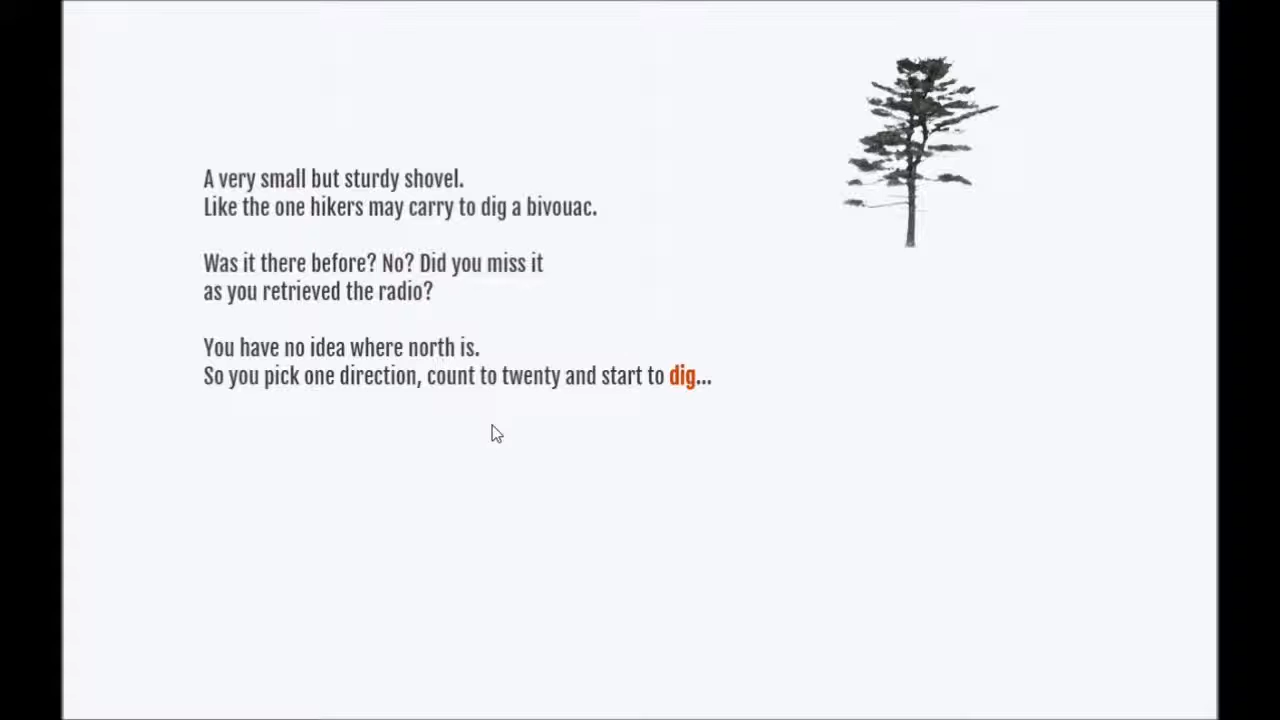 A very small but sturdy shovel.
Like the one hikers may carry to dig a bivouac.
Was it there before? No? Did you miss it
as you retrieved the radio?
You have no idea where north is.
So you pick one direction, count to twenty and start to dig...